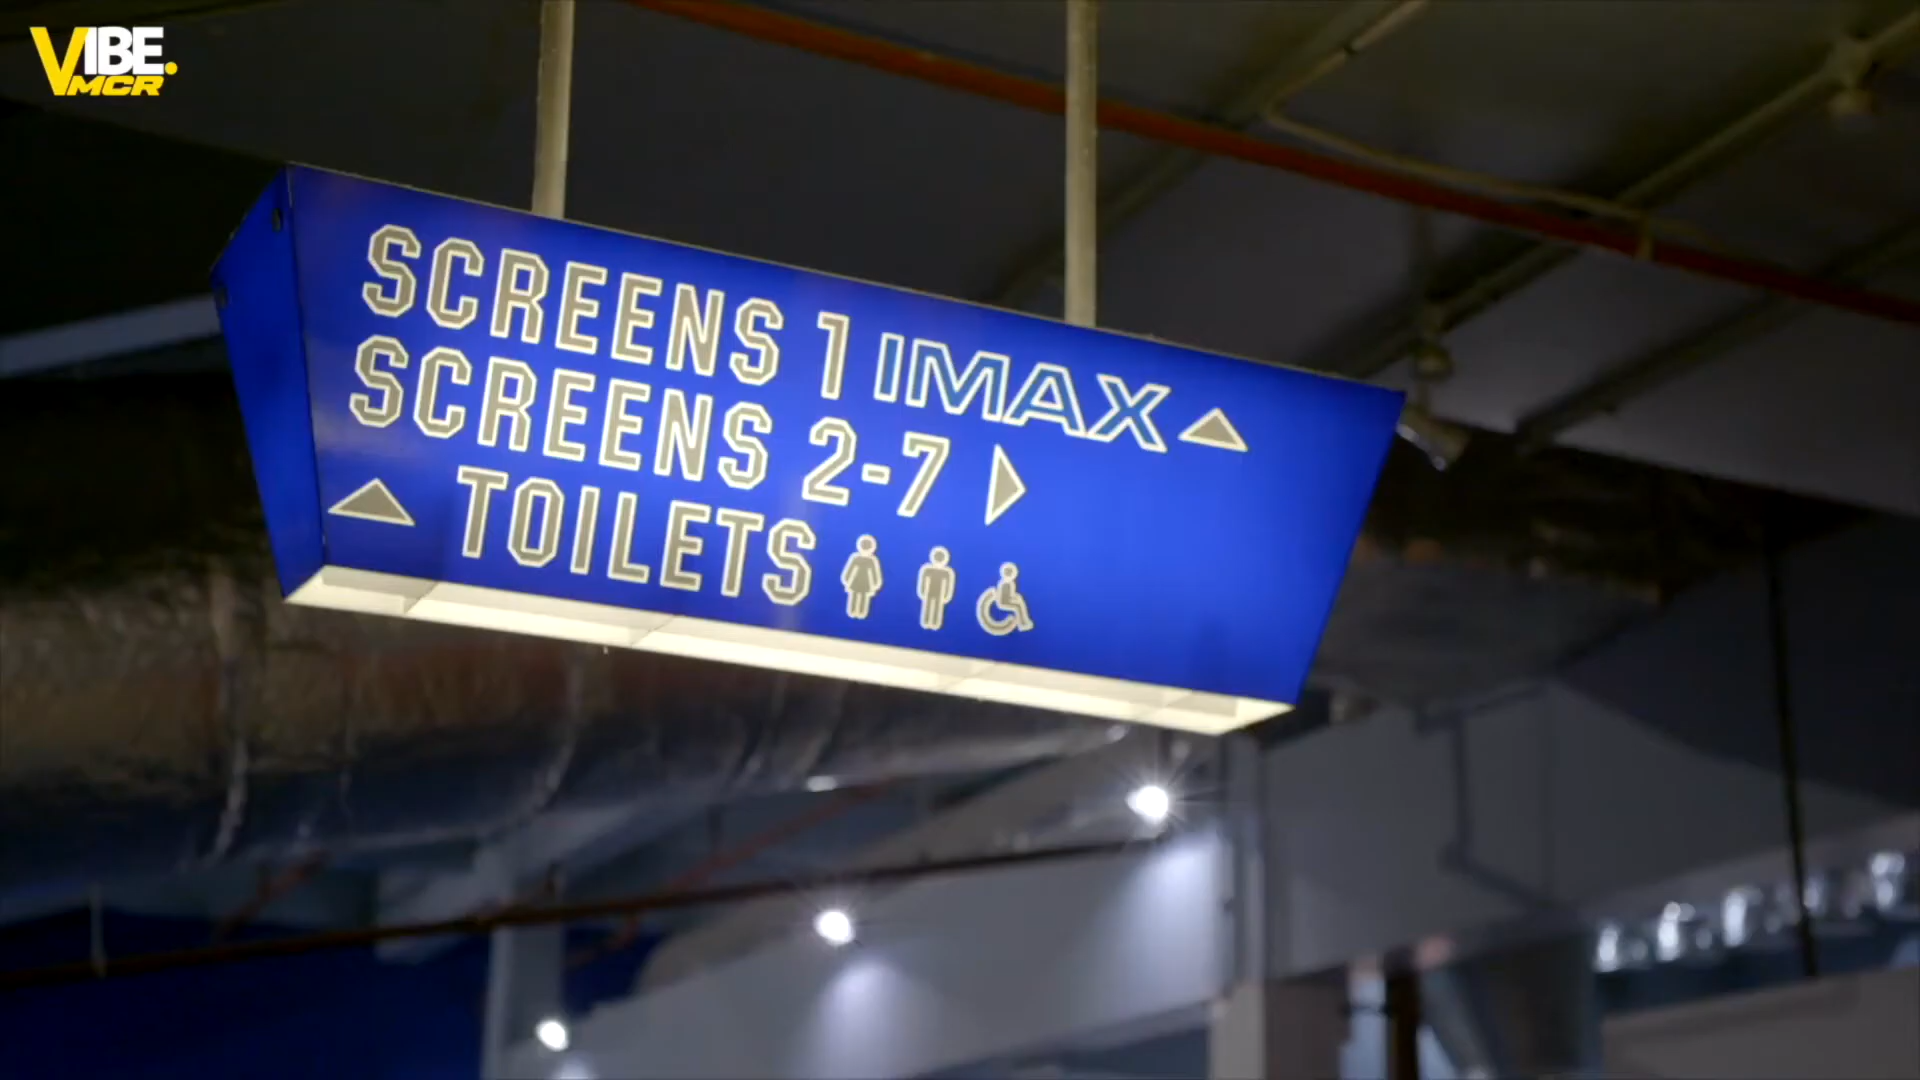 VIBE.
MCR
SCREENS 1 IMAX
SCREENS 2-7
TOILETS